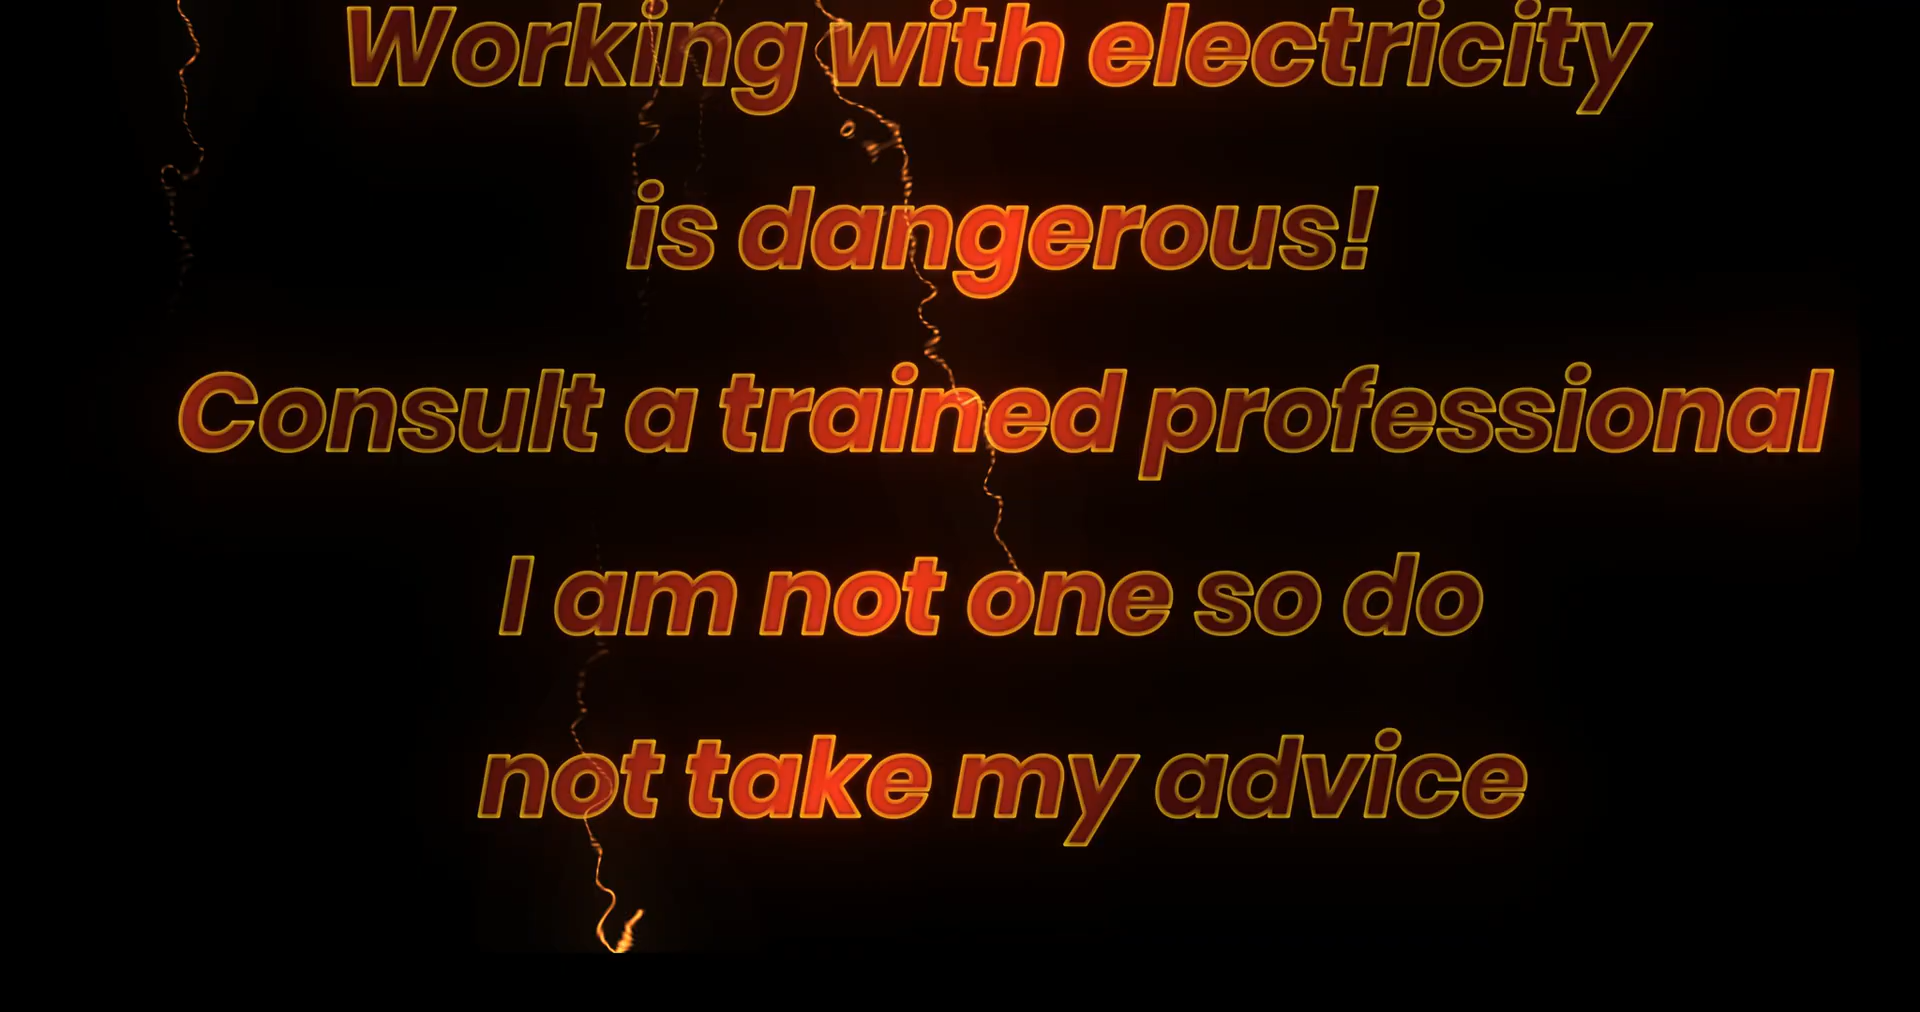 Working with electricity
is dangerous!
Consult a trained professional
I am not one so do
not take my advice